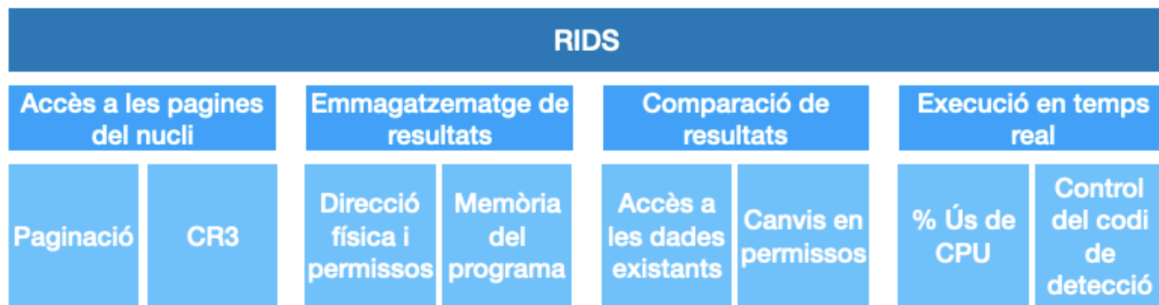 RIDS
Accès a les pagines
del nucli
Emmagatzematge de
resultats
Comparació de
resultats
Execució en temps
real
Paginació
CR3
Direcció
física i
permissos
Memòria
del
programa
Accès a
les dades
existants
Canvis en
permissos
% Ús de
CPU
Control
del codi
de
detecció